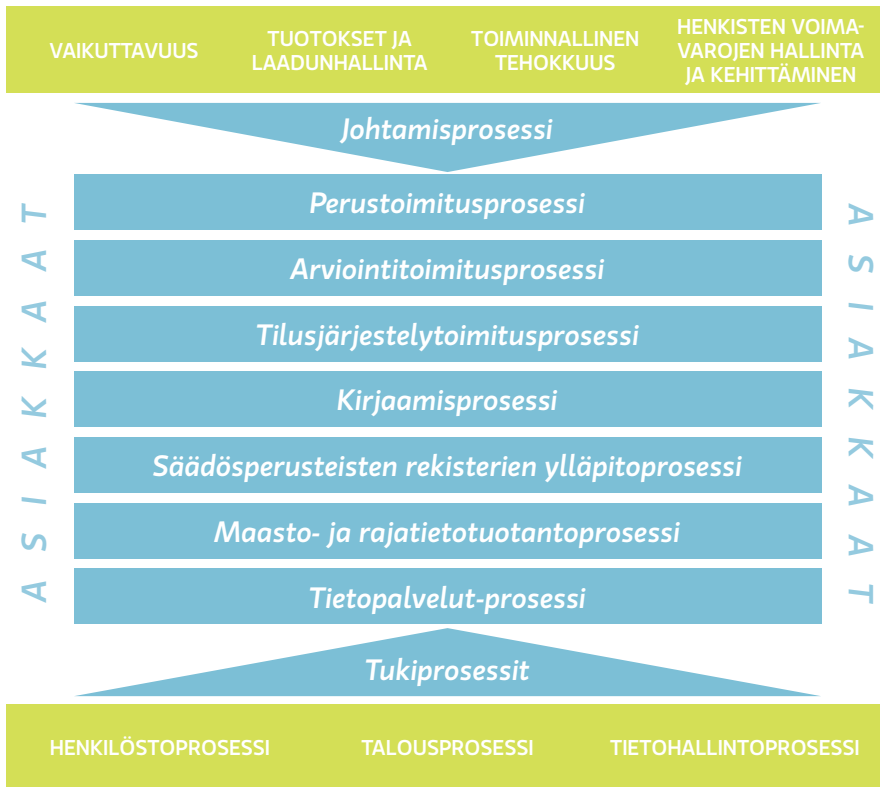 VAIKUTTAVUUS
TUOTOKSET JA
LAADUNHALLINTA
TOIMINNALLINEN
TEHOKKUUS
HENKISTEN VOIMA-
VAROJEN HALLINTA
JA KEHITTÄMINEN
Johtamisprosessi
ASIAKKAAT
Perustoimitusprosessi
Arviointitoimitusprosessi
Tilusjärjestelytoimitusprosessi
Kirjaamisprosessi
Säädösperusteisten rekisterien ylläpitoprosessi
Maasto- ja rajatietotuotantoprosessi
Tietopalvelut-prosessi
ASIAKKAAT
Tukiprosessit
HENKILÖSTOPROSESSI
TALOUSPROSESSI
TIETOHALLINTOPROSESSI